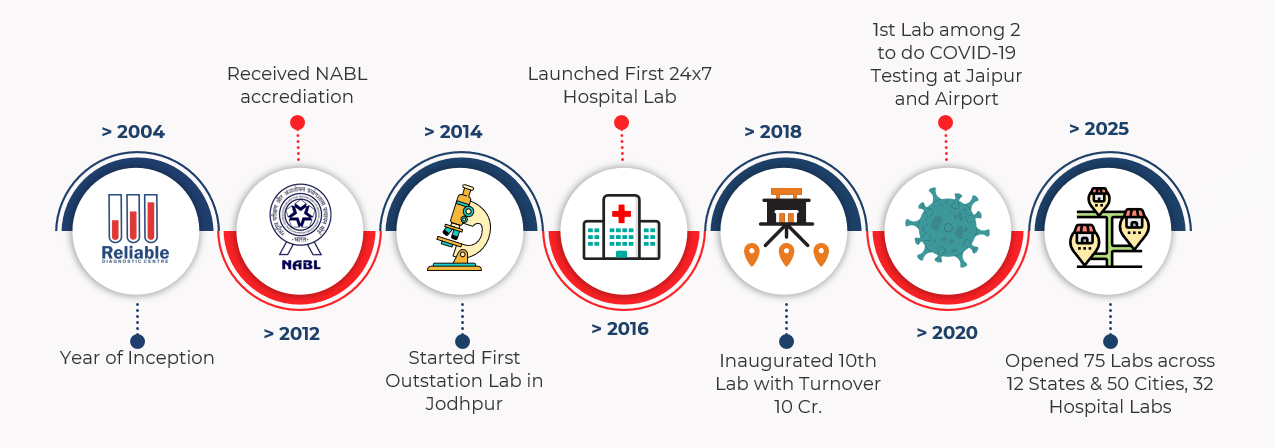 > 2004
Reliable
DIAGNOSTIC CENTRE
Year of Inception
Received NABL
accrediation
NABL
> 2012
> 2014
Started First
Outstation Lab in
Jodhpur
Launched First 24x7
Hospital Lab
> 2016
> 2018
Inaugurated 10th
Lab with Turnover
10 Cr.
1st Lab among 2
to do COVID-19
Testing at Jaipur
and Airport
> 2020
> 2025
Opened 75 Labs across
12 States & 50 Cities, 32
Hospital Labs